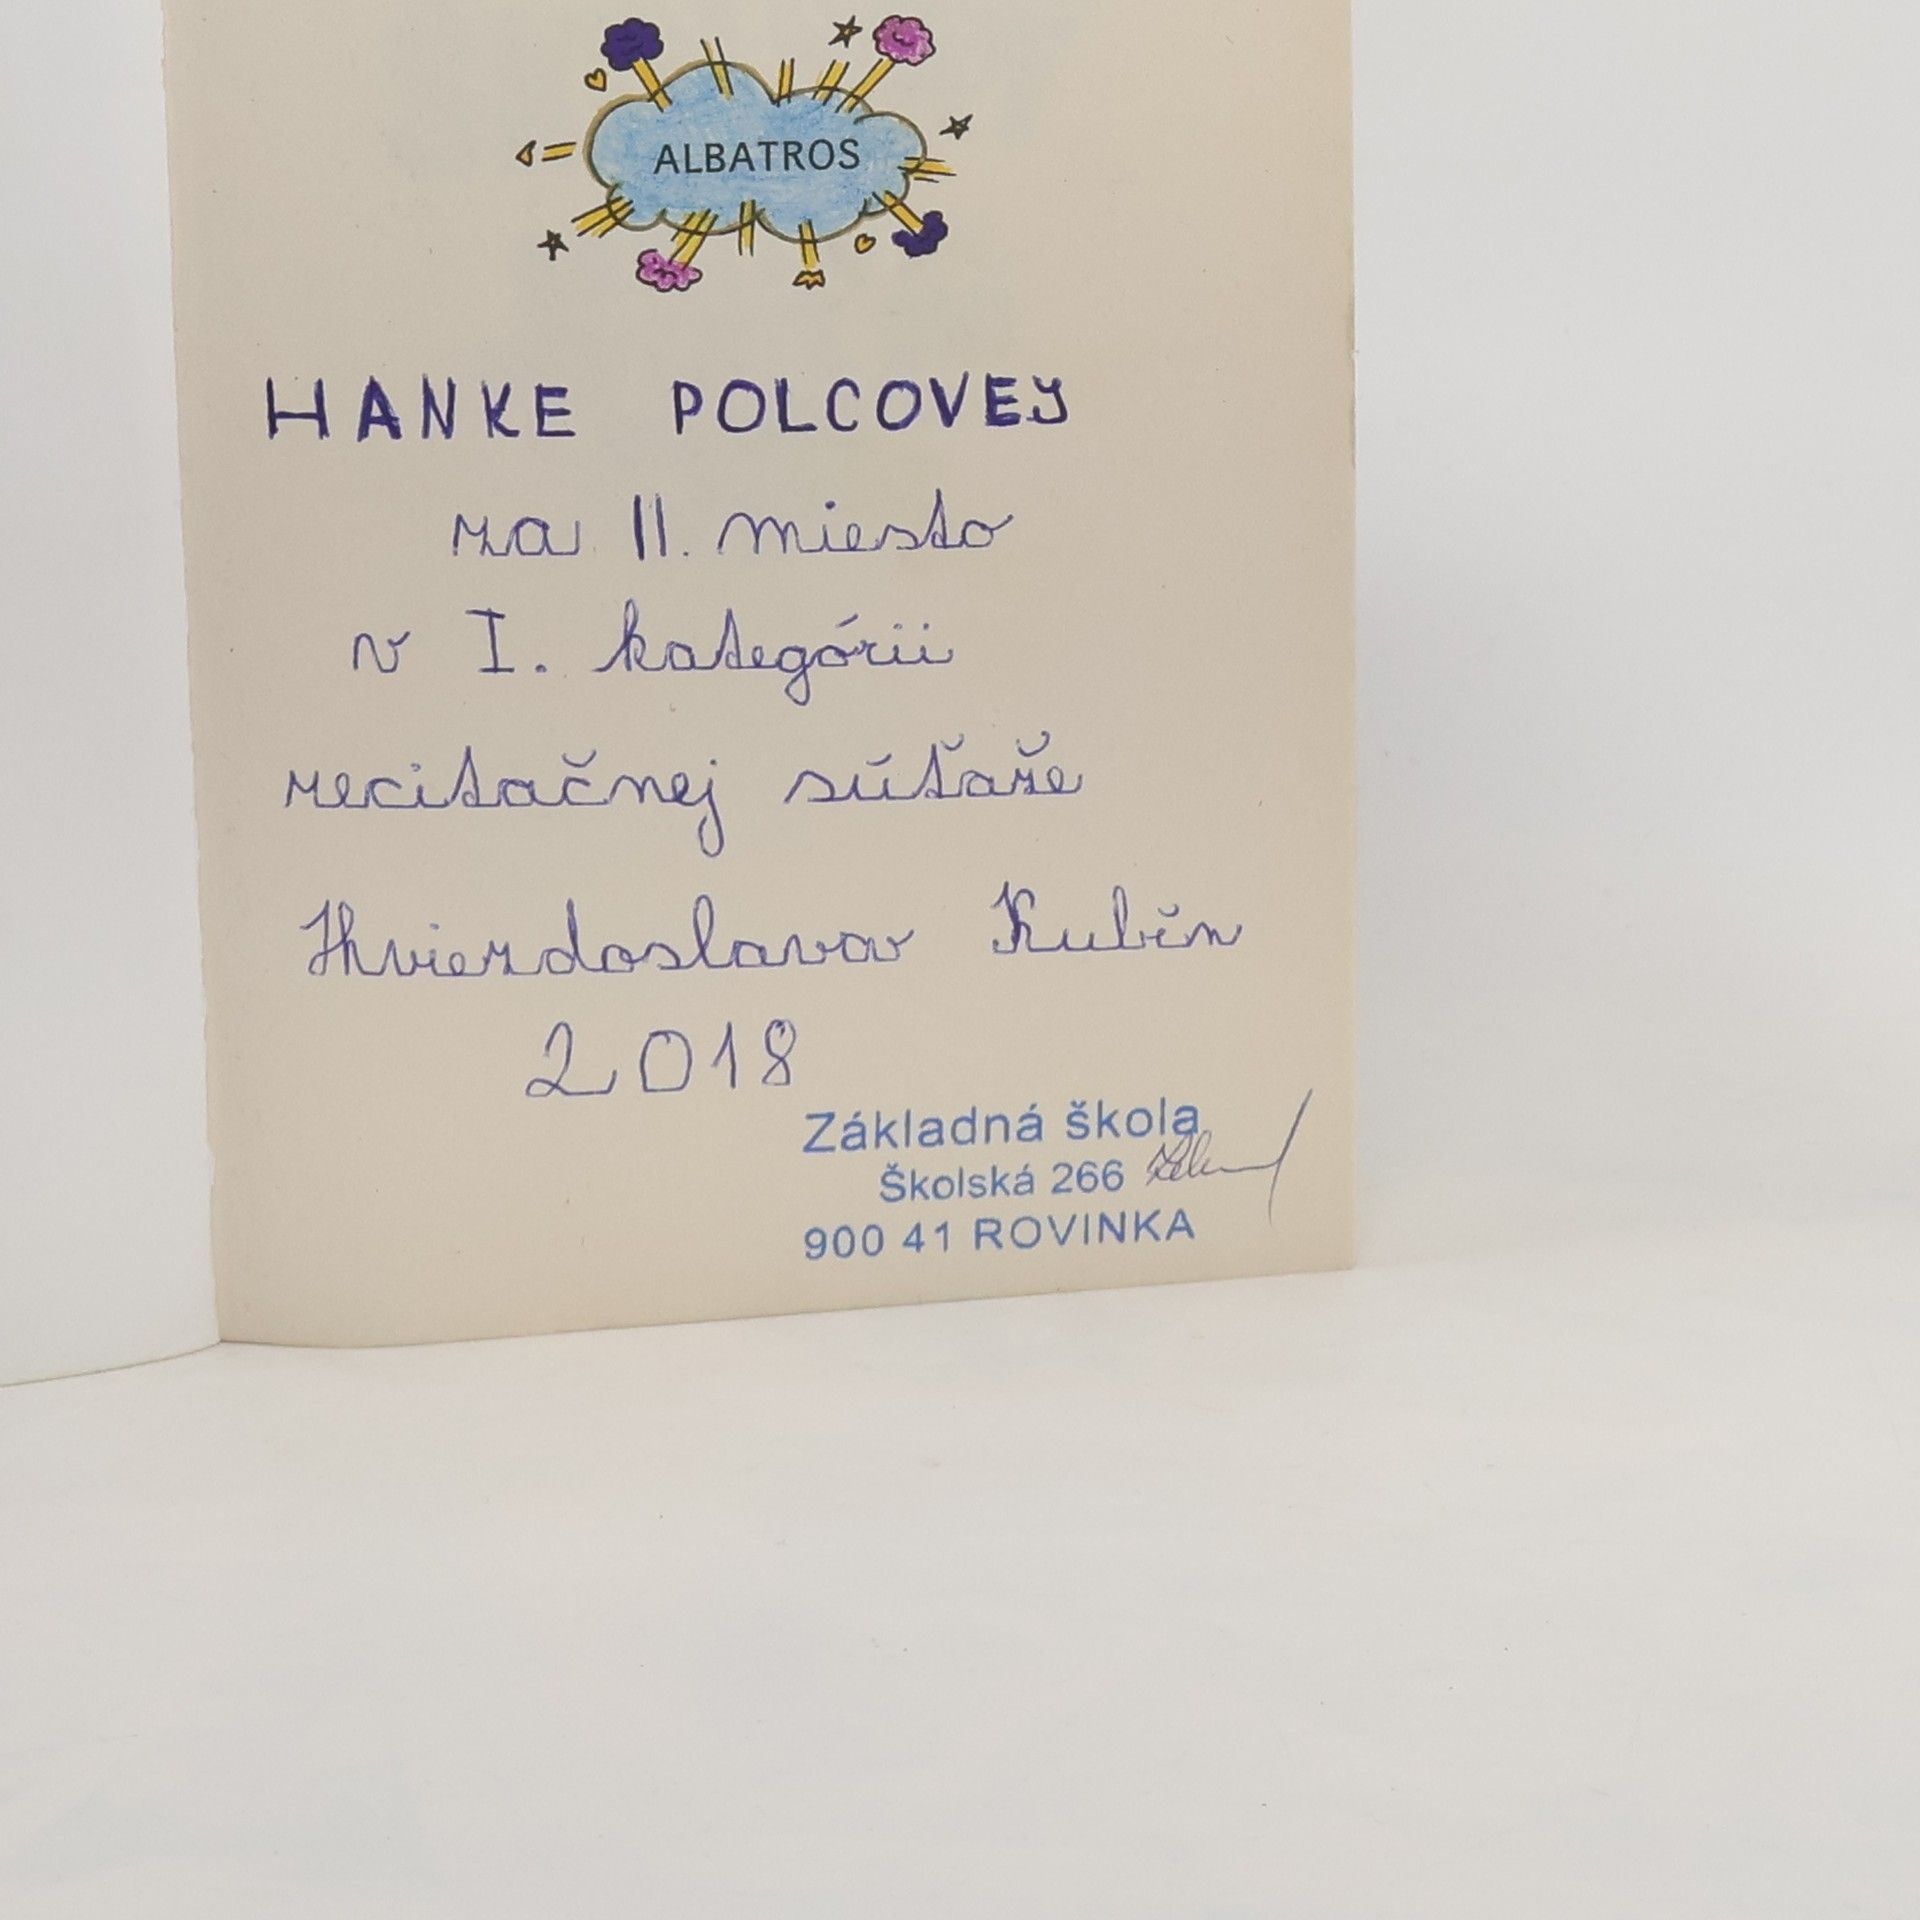 ALBATROS
HANKE POLCOVEJ
za II. miesto
v I. kategórii
recitačnej súťaže
Hviezdoslavov Kubín
2018
Základná škola
Školská 266
900 41 ROVINKA